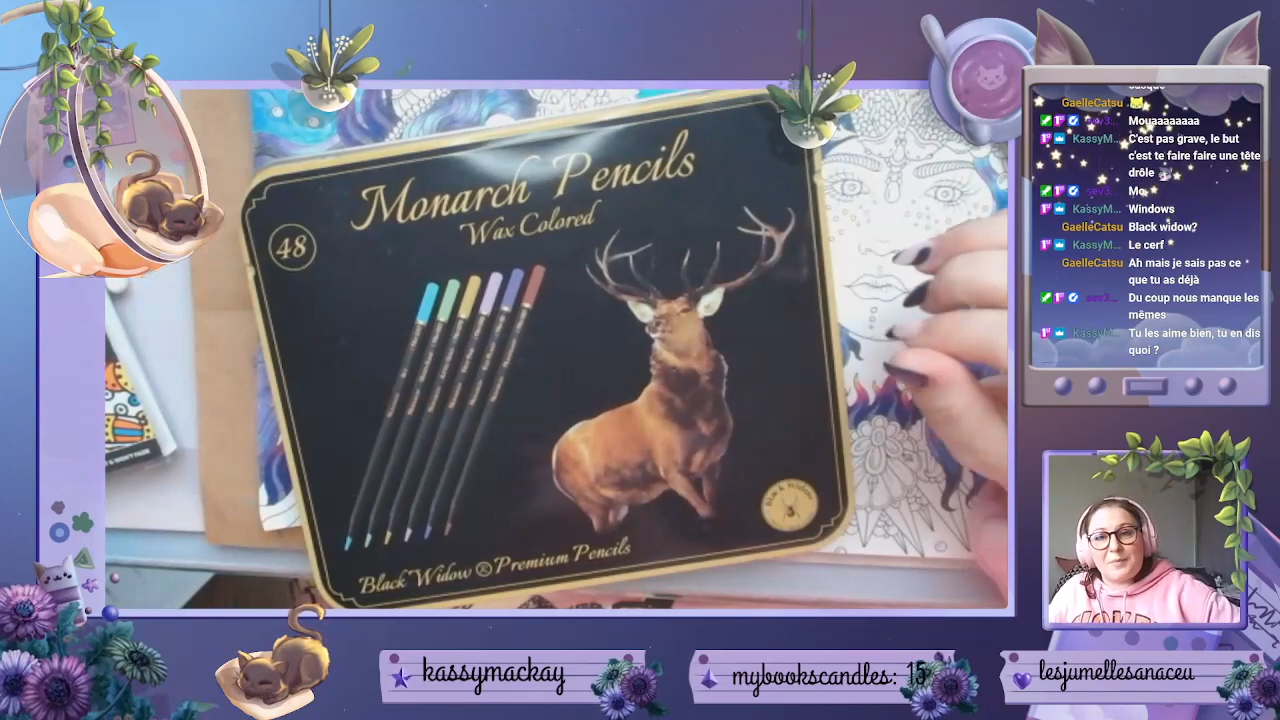 Monarch Pencils
Wax Colored
48
Black Widow
Black Widow ® Premium Pencils
GaelleCatsu
Mouaaaaaaaa
KassyM... C'est pas grave, le but
c'est te faire faire une tête
drôle
Mo
KassyM... Windows
GaelleCatsu Black widow?
KassyM... Le cerf
GaelleCatsu Ah mais je sais pas ce
que tu as déjà
Du coup nous manque les
mêmes
KassyM... Tu les aime bien, tu en dis
quoi ?
kassymackay
mybookscandles: 15
lesjumellesanaceu